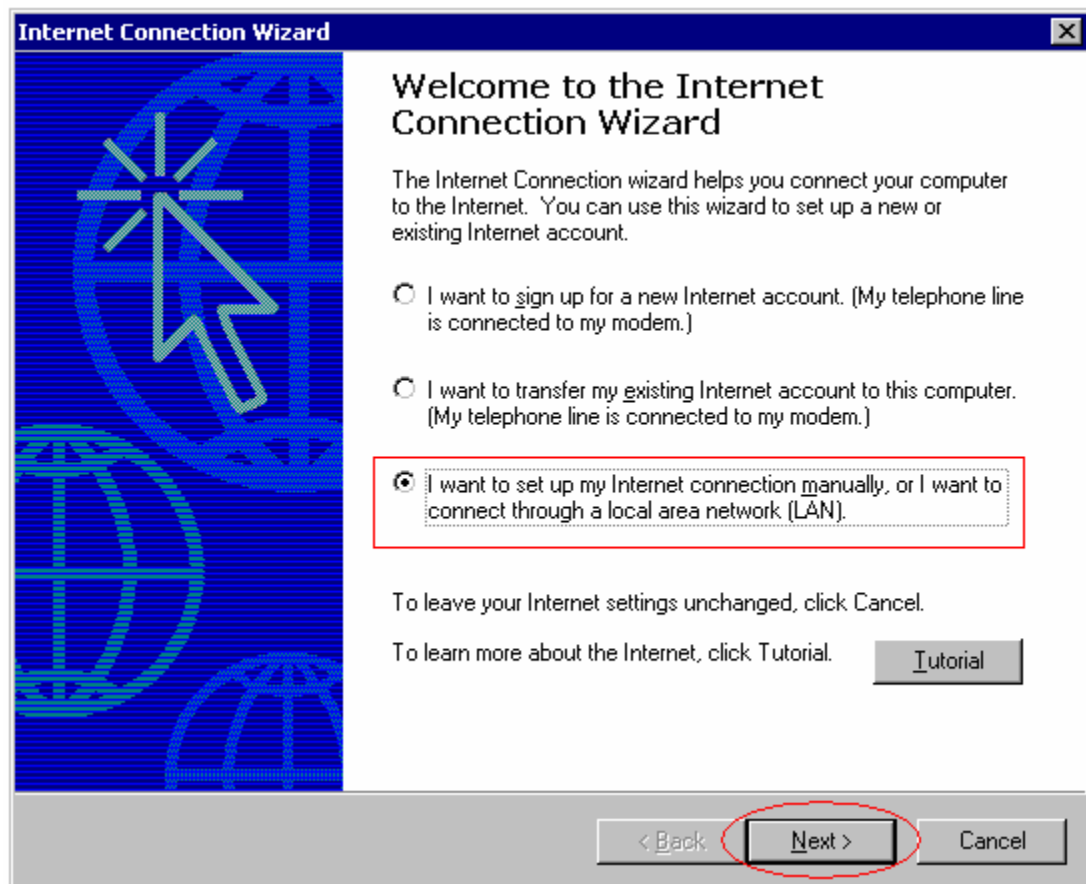 Internet Connection Wizard
Welcome to the Internet
Connection Wizard
The Internet Connection wizard helps you connect your computer
to the Internet.  You can use this wizard to set up a new or
existing Internet account.
I want to sign up for a new Internet account. (My telephone line
is connected to my modem.)
I want to transfer my existing Internet account to this computer.
(My telephone line is connected to my modem.)
I want to set up my Internet connection manually, or I want to
connect through a local area network (LAN).
To leave your Internet settings unchanged, click Cancel.
To learn more about the Internet, click Tutorial.
Tutorial
< Back
Next >
Cancel